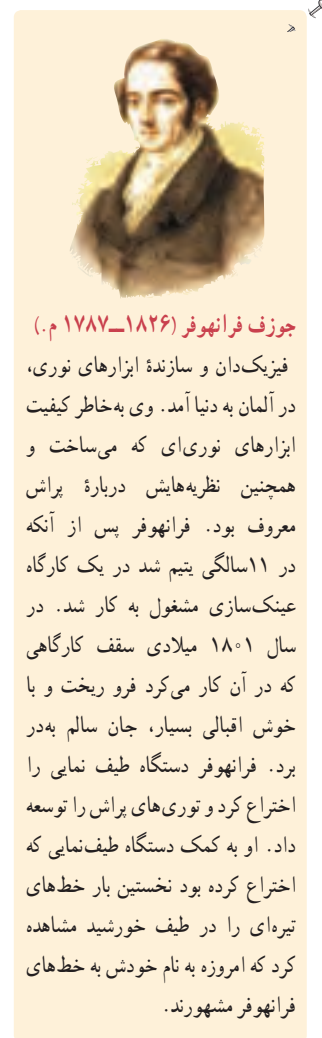 جوزف فرانهوفر (۱۸۲۶ــ۱۷۸۷ م.)
فیزیک‌دان و سازندهٔ ابزارهای نوری،
در آلمان به دنیا آمد. وی به‌خاطر کیفیت
ابزارهای نوری‌ای که می‌ساخت و
همچنین نظریه‌هایش دربارهٔ پراش
معروف بود. فرانهوفر پس از آنکه
در ۱۱سالگی یتیم شد در یک کارگاه
عینک‌سازی مشغول به کار شد. در
سال ۱۸۰۱ میلادی سقف کارگاهی
که در آن کار می‌کرد فرو ریخت و با
خوش اقبالی بسیار، جان سالم به‌در
برد. فرانهوفر دستگاه طیف نمایی را
اختراع کرد و توری‌های پراش را توسعه
داد. او به کمک دستگاه طیف‌نمایی که
اختراع کرده بود نخستین بار خط‌های
تیره‌ای را در طیف خورشید مشاهده
کرد که امروزه به نام خودش به خط‌های
فرانهوفر مشهورند.